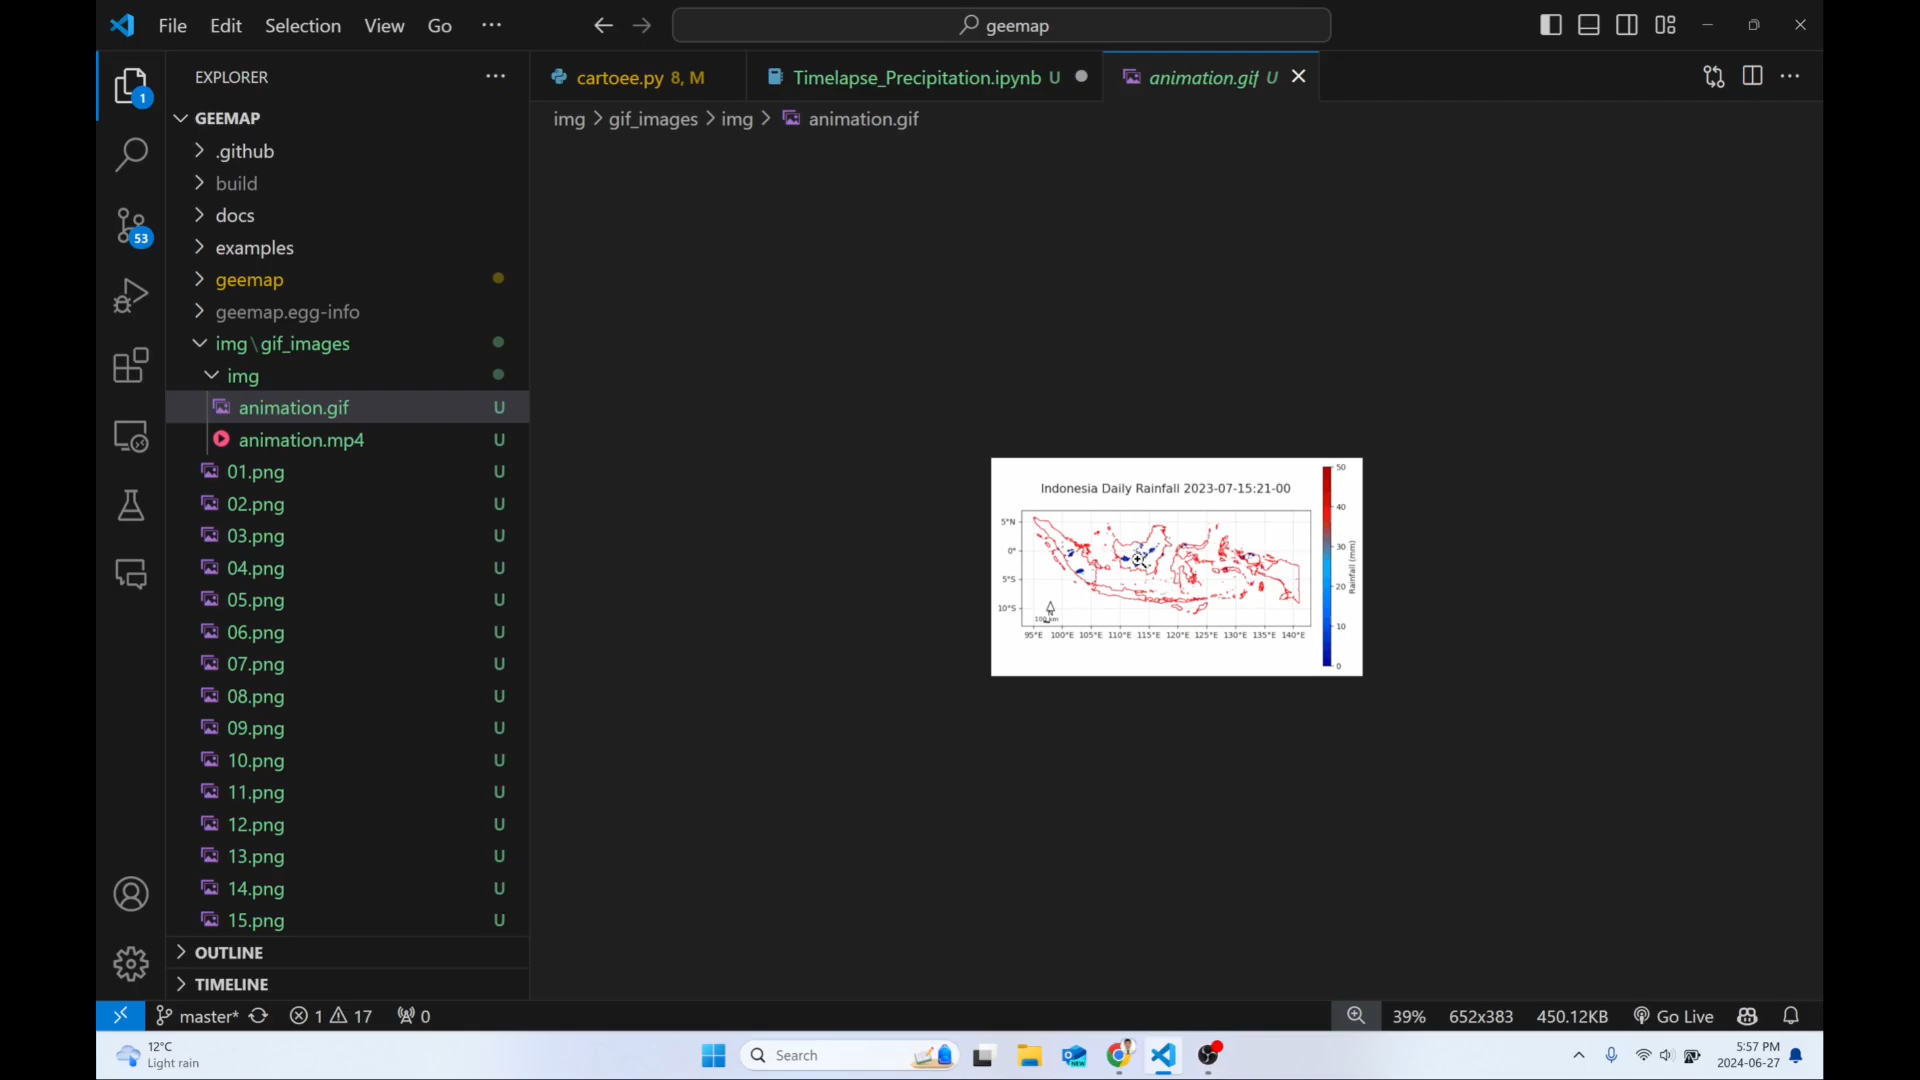 File Edit Selection View Go ···
geemap
EXPLORER ···
cartoee.py 8, M
Timelapse_Precipitation.ipynb U
animation.gif U
GEEMAP
img > gif_images > img > animation.gif
.github
build
docs
examples
geemap
geemap.egg-info
img\gif_images
img
animation.gif U
animation.mp4 U
01.png U
02.png U
03.png U
04.png U
05.png U
06.png U
07.png U
08.png U
09.png U
10.png U
11.png U
12.png U
13.png U
14.png U
15.png U
OUTLINE
TIMELINE
1
53
Indonesia Daily Rainfall 2023-07-15:21-00
5°N
0°
5°S
10°S
N
100 km
95°E 100°E 105°E 110°E 115°E 120°E 125°E 130°E 135°E 140°E
50
40
30
20
10
0
Rainfall (mm)
master* 1 17 0
39% 652x383 450.12KB Go Live
12°C
Light rain
Search
NEW
5:57 PM
2024-06-27